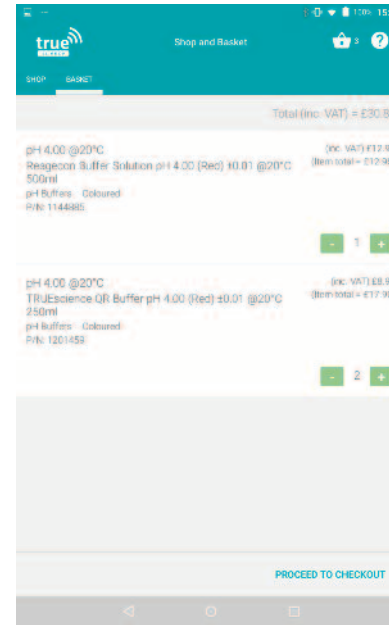 100% 15:
true
Shop and Basket
3
?
SHOP BASKET
Total (inc. VAT) = £30.8
pH 4.00 @20°C
(inc. VAT) £12.9
Reagecon Buffer Solution pH 4.00 (Red) ±0.01 @20°C
(Item total = £12.9
500ml
pH Buffers Coloured
P/N: 1144885
- 1 +
pH 4.00 @20°C
(inc. VAT) £8.9
TRUEscience QR Buffer pH 4.00 (Red) ±0.01 @20°C
(Item total = £17.9
250ml
pH Buffers Coloured
P/N: 1201459
- 2 +
PROCEED TO CHECKOUT